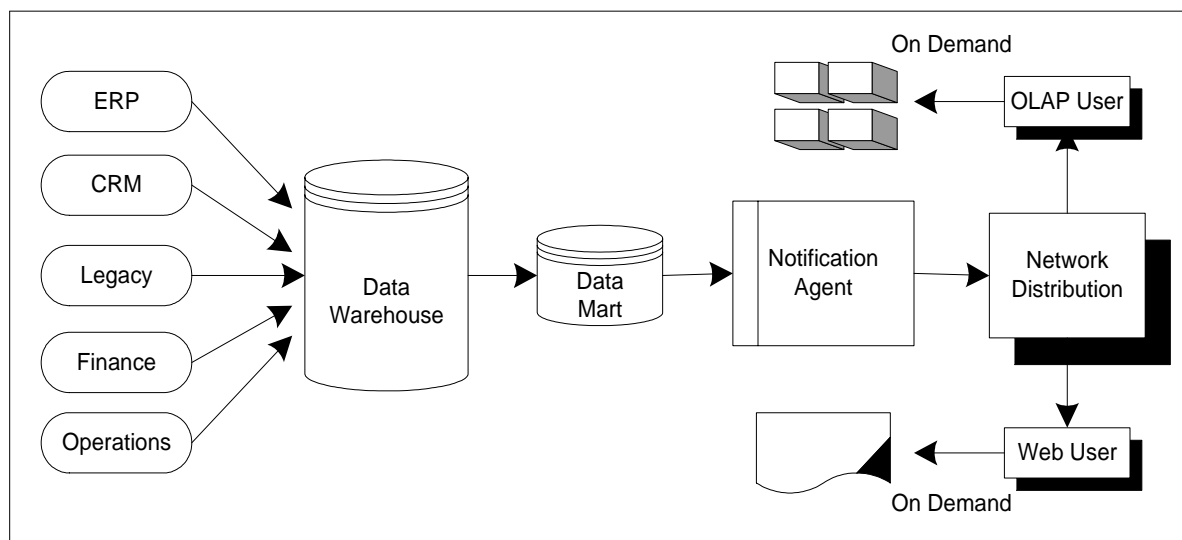 ERP
CRM
Legacy
Finance
Operations
Data
Warehouse
Data
Mart
Notification
Agent
Network
Distribution
On Demand
OLAP User
Web User
On Demand